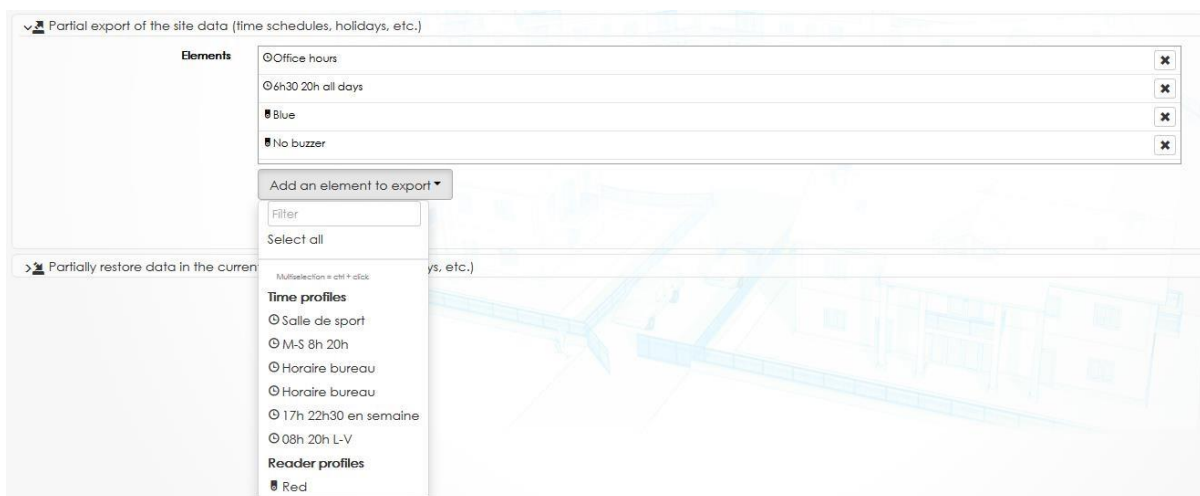 Partial export of the site data (time schedules, holidays, etc.)
Elements
Office hours
6h30 20h all days
Blue
No buzzer
Add an element to export
Filter
Select all
Partially restore data in the curren ys, etc.)
Multiselection = ctrl + click
Time profiles
Salle de sport
M-S 8h 20h
Horaire bureau
Horaire bureau
17h 22h30 en semaine
08h 20h L-V
Reader profiles
Red